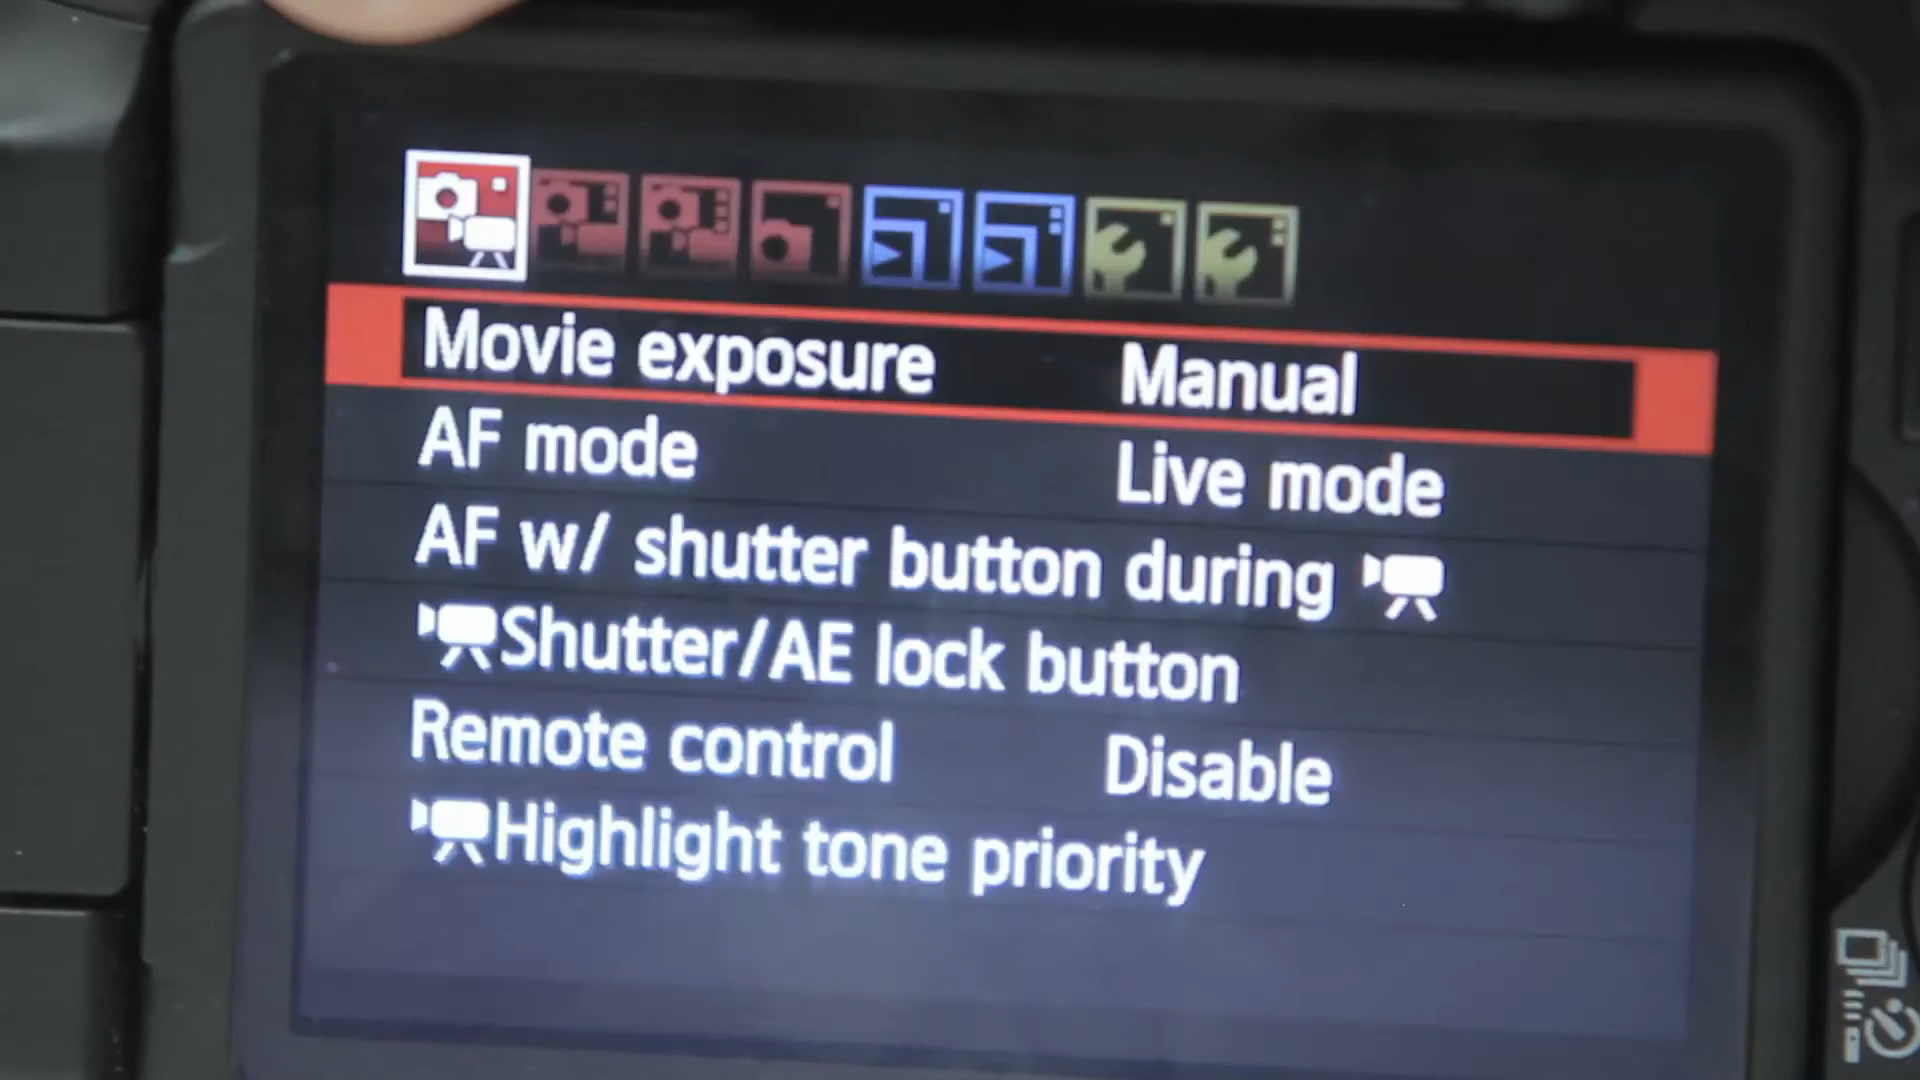 Movie exposure Manual
AF mode Live mode
AF w/ shutter button during
Shutter/AE lock button
Remote control Disable
Highlight tone priority